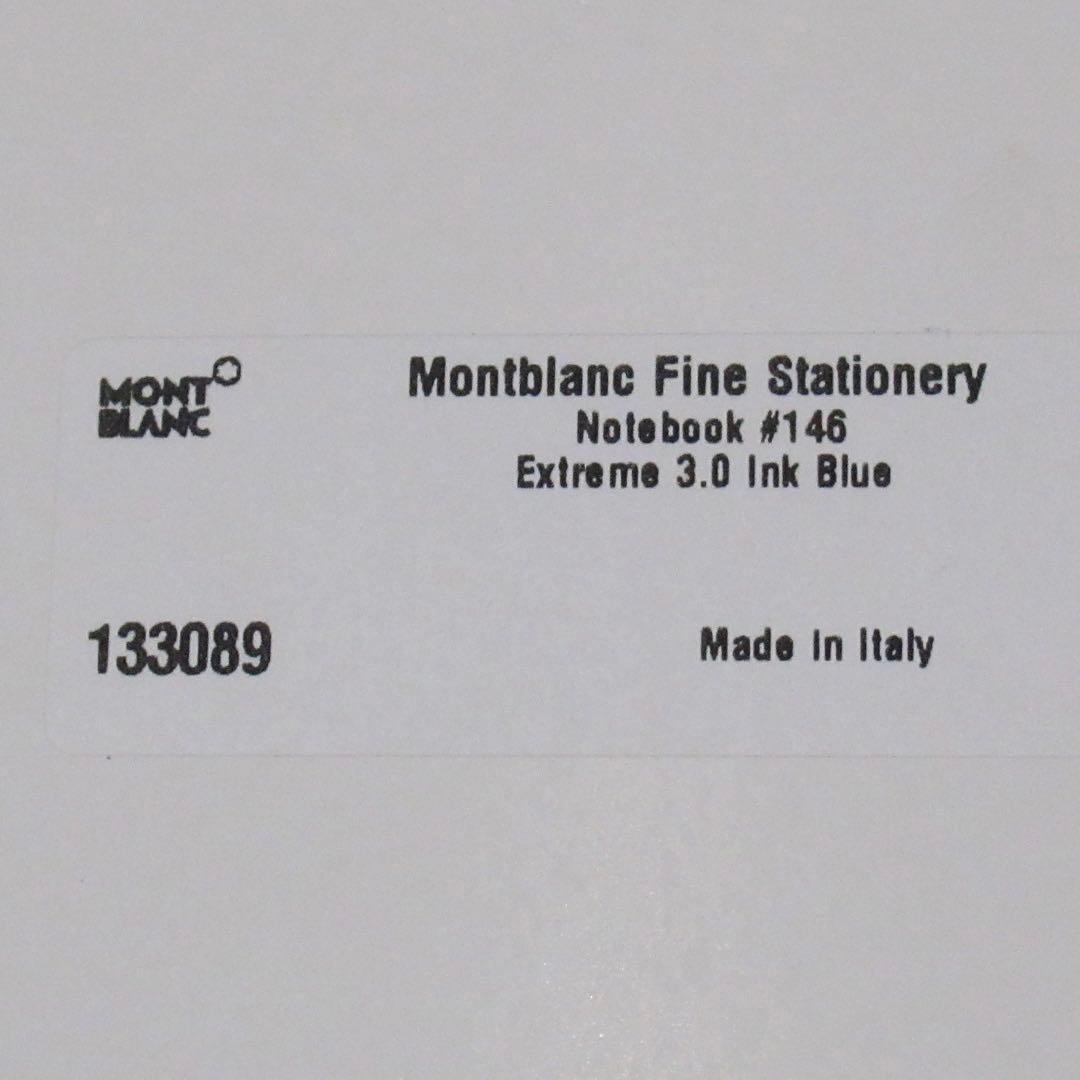 MONT
BLANC
Montblanc Fine Stationery
Notebook #146
Extreme 3.0 Ink Blue
133089
Made In Italy